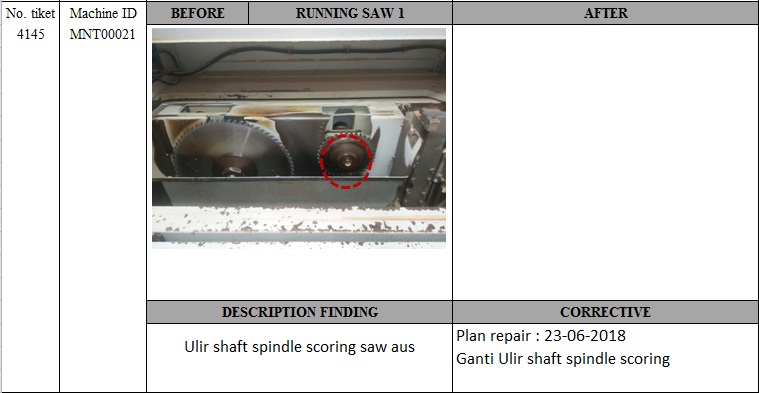 No. tiket
Machine ID
BEFORE
RUNNING SAW 1
AFTER
4145
MNT00021
DESCRIPTION FINDING
CORRECTIVE
Ulir shaft spindle scoring saw aus
Plan repair : 23-06-2018
Ganti Ulir shaft spindle scoring